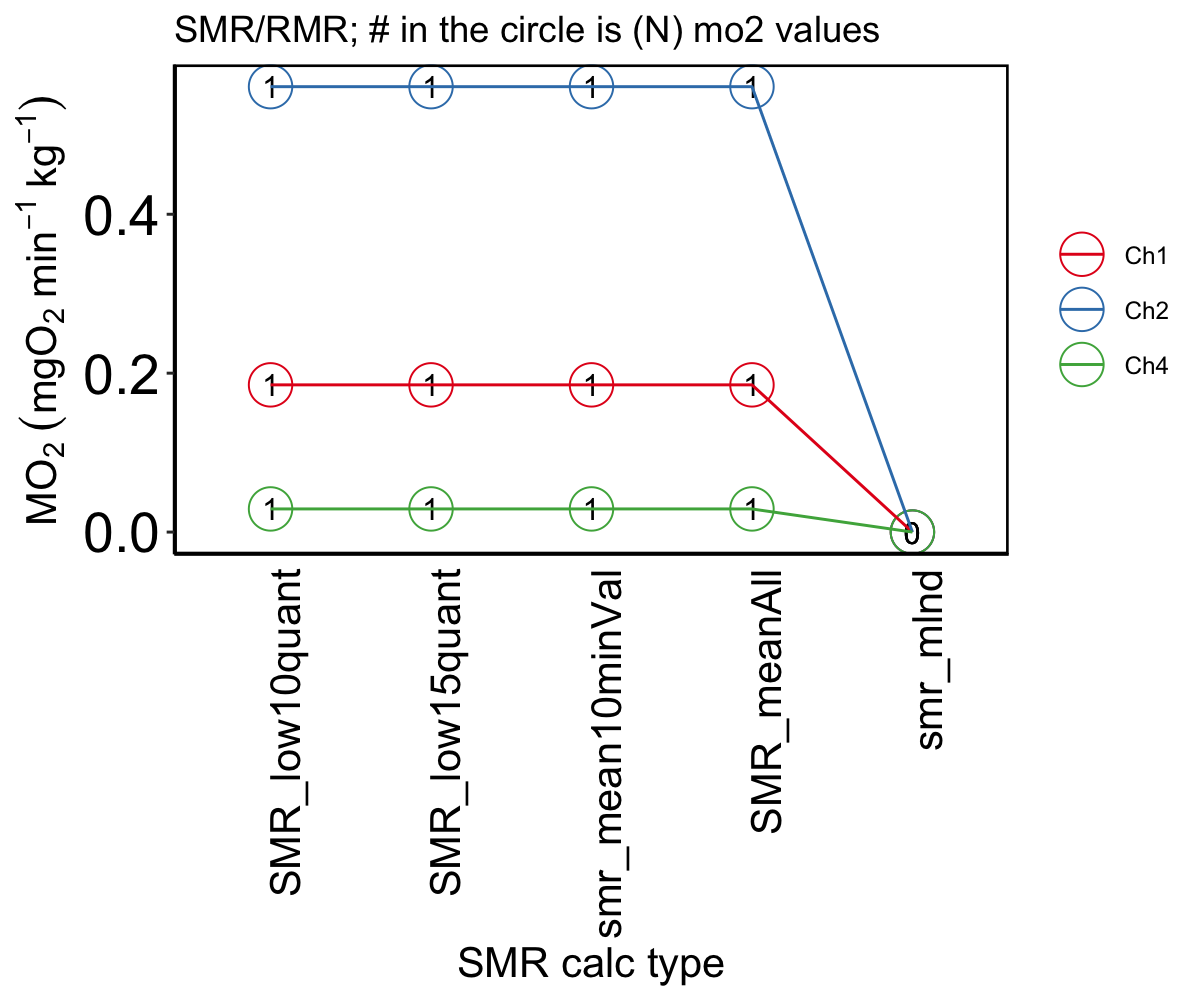 SMR/RMR; # in the circle is (N) mo2 values
MO₂ (mgO₂ min⁻¹ kg⁻¹)
1 1 1 1
0.4
0.2
1 1 1 1
0.0
1 1 1 1 0
Ch1
Ch2
Ch4
SMR_low10quant
SMR_low15quant
smr_mean10minVal
SMR_meanAll
smr_mlnd
SMR calc type